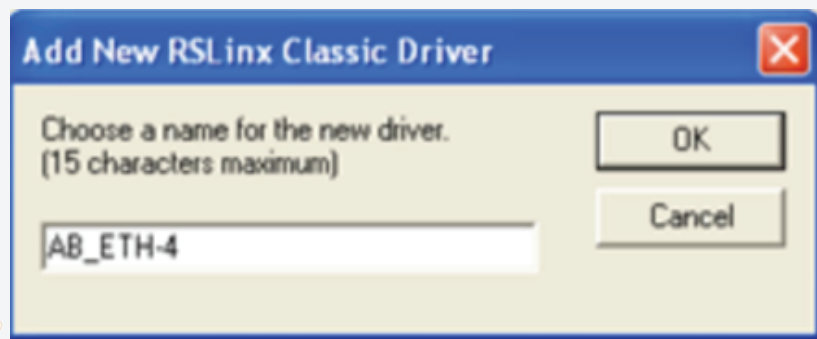 Add New RSLinx Classic Driver
Choose a name for the new driver.
(15 characters maximum)
OK
Cancel
AB_ETH-4